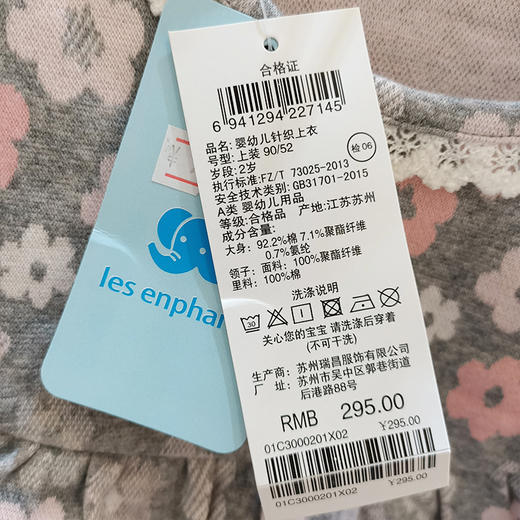 合格证
6 941294 227145
品名:婴幼儿针织上衣
号型:上装 90/52
岁段:2岁
检 06
执行标准:FZ/T 73025-2013
安全技术类别:GB31701-2015
A类 婴幼儿用品
等级:合格品 产地:江苏苏州
成分含量:
大身:92.2%棉 7.1%聚酯纤维
0.7%氨纶
领子:面料:100%聚酯纤维
里料:100%棉
洗涤说明
30
关心您的宝宝 请洗涤后穿着
(不可干洗)
生产商:苏州瑞昌服饰有限公司
厂 址:苏州市吴中区郭巷街道
后港路88号
RMB 295.00
01C3000201X02 ¥295.00
01C3000201X02 ¥295.00
les enpha